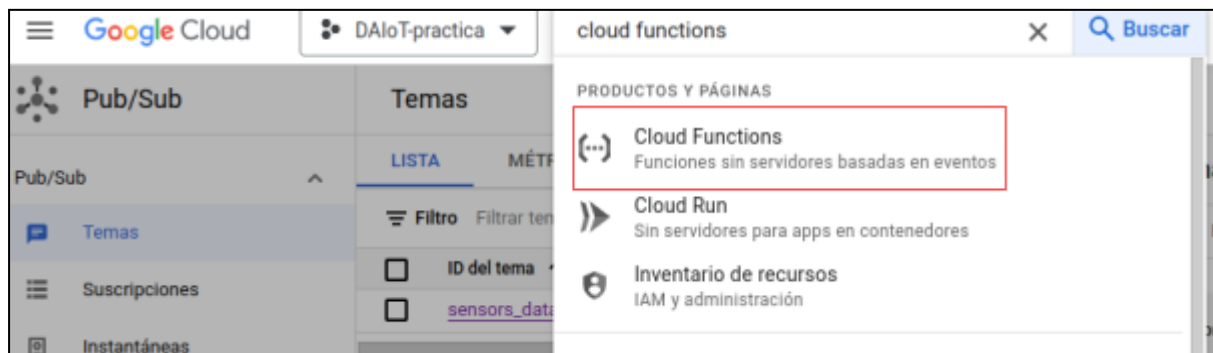 Google Cloud
DAIoT-practica
cloud functions
Buscar
Pub/Sub
Temas
PRODUCTOS Y PÁGINAS
Cloud Functions
Funciones sin servidores basadas en eventos
Pub/Sub
LISTA
Temas
Filtro
Cloud Run
Sin servidores para apps en contenedores
ID del tema
Inventario de recursos
IAM y administración
Suscripciones
sensors_data
Instantáneas